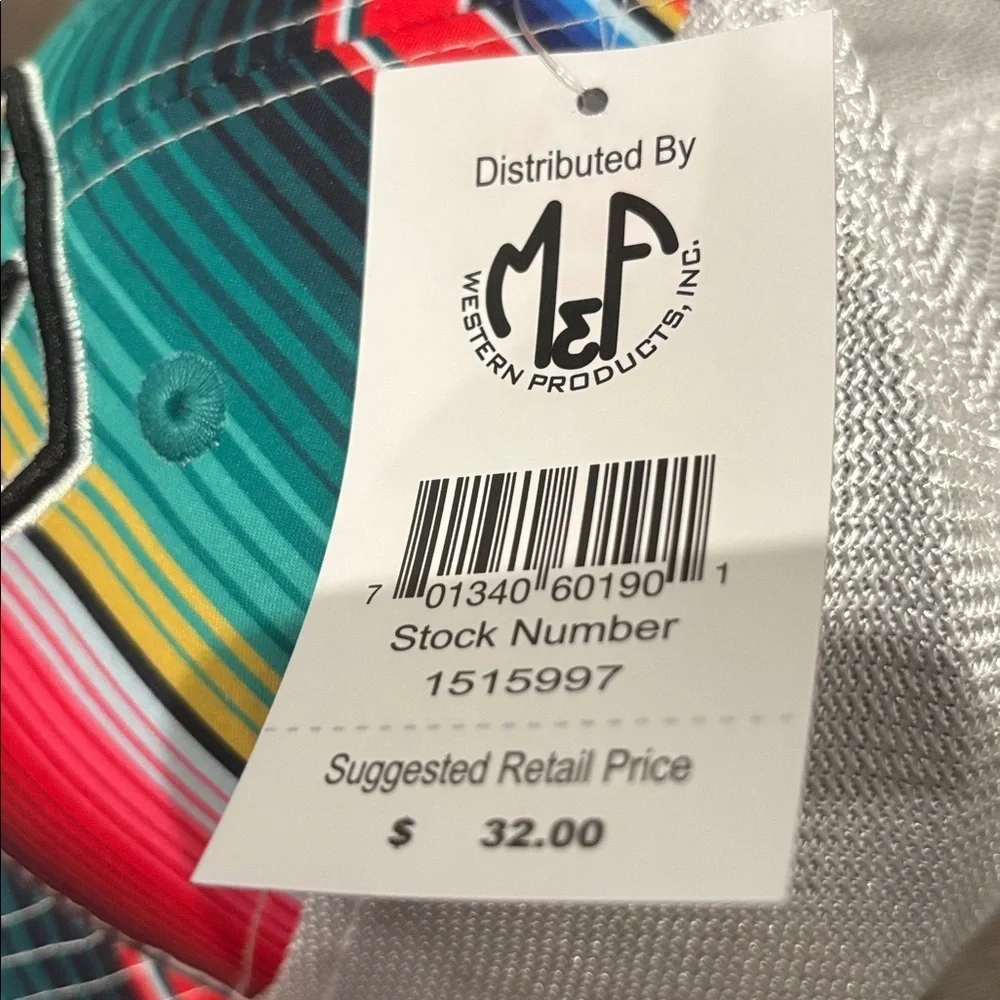 Distributed By
M&F
WESTERN PRODUCTS, INC.
7 01340 60190 1
Stock Number
1515997
Suggested Retail Price
$ 32.00